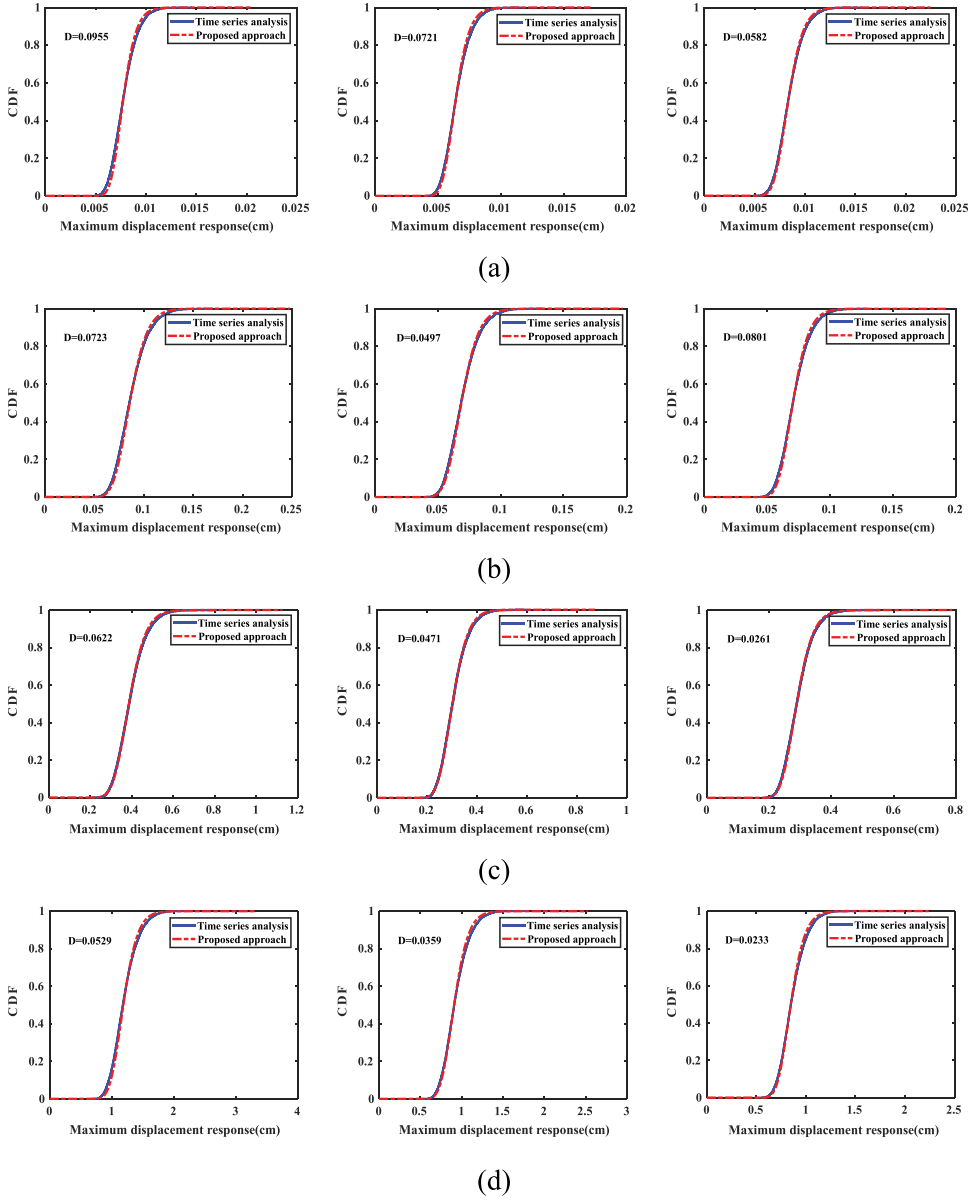 1
0.8
0.6
0.4
0.2
0
CDF
D=0.0955
Time series analysis
Proposed approach
0 0.005 0.01 0.015 0.02 0.025
Maximum displacement response(cm)
1
0.8
0.6
0.4
0.2
0
CDF
D=0.0721
Time series analysis
Proposed approach
0 0.005 0.01 0.015 0.02
Maximum displacement response(cm)
1
0.8
0.6
0.4
0.2
0
CDF
D=0.0582
Time series analysis
Proposed approach
0 0.005 0.01 0.015 0.02 0.025
Maximum displacement response(cm)
(a)
1
0.8
0.6
0.4
0.2
0
CDF
D=0.0723
Time series analysis
Proposed approach
0 0.05 0.1 0.15 0.2 0.25
Maximum displacement response(cm)
1
0.8
0.6
0.4
0.2
0
CDF
D=0.0497
Time series analysis
Proposed approach
0 0.05 0.1 0.15 0.2
Maximum displacement response(cm)
1
0.8
0.6
0.4
0.2
0
CDF
D=0.0801
Time series analysis
Proposed approach
0 0.05 0.1 0.15 0.2
Maximum displacement response(cm)
(b)
1
0.8
0.6
0.4
0.2
0
CDF
D=0.0622
Time series analysis
Proposed approach
0 0.2 0.4 0.6 0.8 1 1.2
Maximum displacement response(cm)
1
0.8
0.6
0.4
0.2
0
CDF
D=0.0471
Time series analysis
Proposed approach
0 0.2 0.4 0.6 0.8 1
Maximum displacement response(cm)
1
0.8
0.6
0.4
0.2
0
CDF
D=0.0261
Time series analysis
Proposed approach
0 0.2 0.4 0.6 0.8
Maximum displacement response(cm)
(c)
1
0.8
0.6
0.4
0.2
0
CDF
D=0.0529
Time series analysis
Proposed approach
0 1 2 3 4
Maximum displacement response(cm)
1
0.8
0.6
0.4
0.2
0
CDF
D=0.0359
Time series analysis
Proposed approach
0 0.5 1 1.5 2 2.5 3
Maximum displacement response(cm)
1
0.8
0.6
0.4
0.2
0
CDF
D=0.0233
Time series analysis
Proposed approach
0 0.5 1 1.5 2 2.5
Maximum displacement response(cm)
(d)